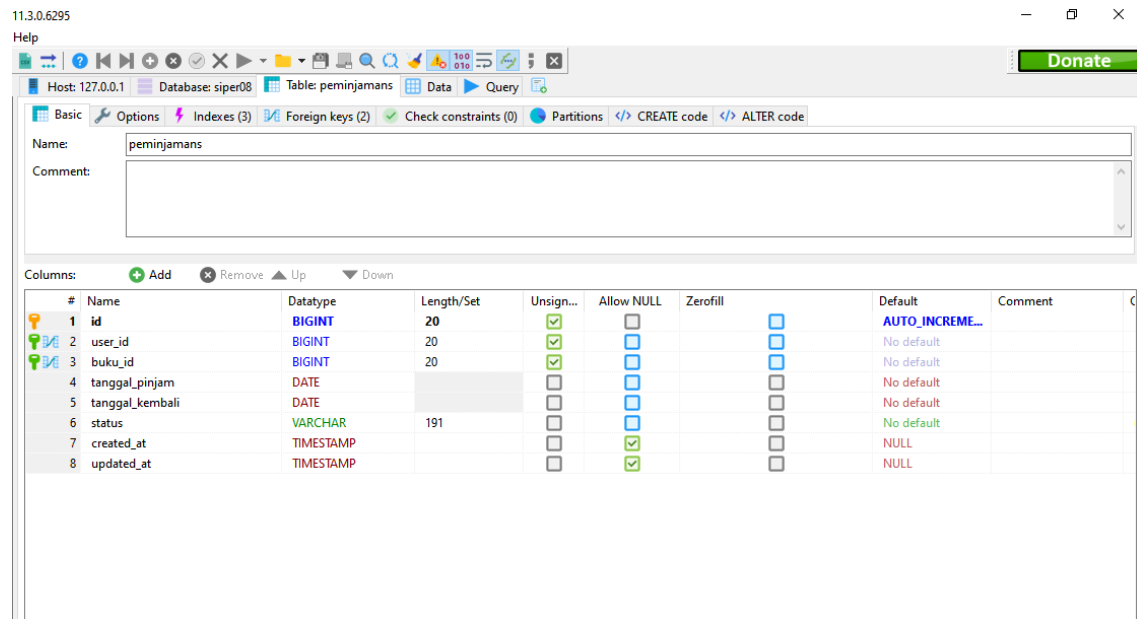 11.3.0.6295
Help
Donate
Host: 127.0.0.1 Database: siper08 Table: peminjamans Data Query
Basic Options Indexes (3) Foreign keys (2) Check constraints (0) Partitions CREATE code ALTER code
Name: peminjamans
Comment:
Columns: Add Remove Up Down
# Name Datatype Length/Set Unsign... Allow NULL Zerofill Default Comment
1 id BIGINT 20 AUTO_INCREME...
2 user_id BIGINT 20 No default
3 buku_id BIGINT 20 No default
4 tanggal_pinjam DATE No default
5 tanggal_kembali DATE No default
6 status VARCHAR 191 No default
7 created_at TIMESTAMP NULL
8 updated_at TIMESTAMP NULL